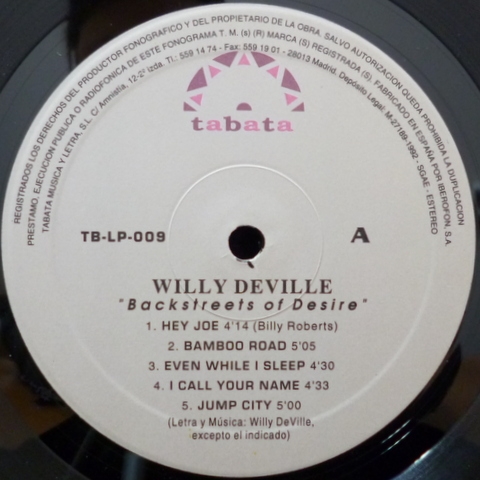 REGISTRADOS LOS DERECHOS DEL PRODUCTOR FONOGRAFICO Y DEL PROPIETARIO DE LA OBRA. SALVO AUTORIZACION QUEDA PROHIBIDA LA DUPLICACION
PRESTAMO, EJECUCION PUBLICA O RADIOFONICA DE ESTE FONOGRAMA T. M. (s) (R) MARCA (S) REGISTRADA (S). FABRICADO EN ESPAÑA POR IBEROFON, S.A.
TABATA MUSICA Y LETRA, S.L. C/ Amnistia, 12-2º Izda. Tl.: 559 14 74 - Fax: 559 19 01 - 28013 Madrid. Depósito Legal: M-27189-1992 - SGAE - ESTEREO
tabata
TB-LP-009 A
WILLY DEVILLE
"Backstreets of Desire"
1. HEY JOE 4'14 (Billy Roberts)
2. BAMBOO ROAD 5'05
3. EVEN WHILE I SLEEP 4'30
4. I CALL YOUR NAME 4'33
5. JUMP CITY 5'00
(Letra y Música: Willy DeVille,
excepto el indicado)